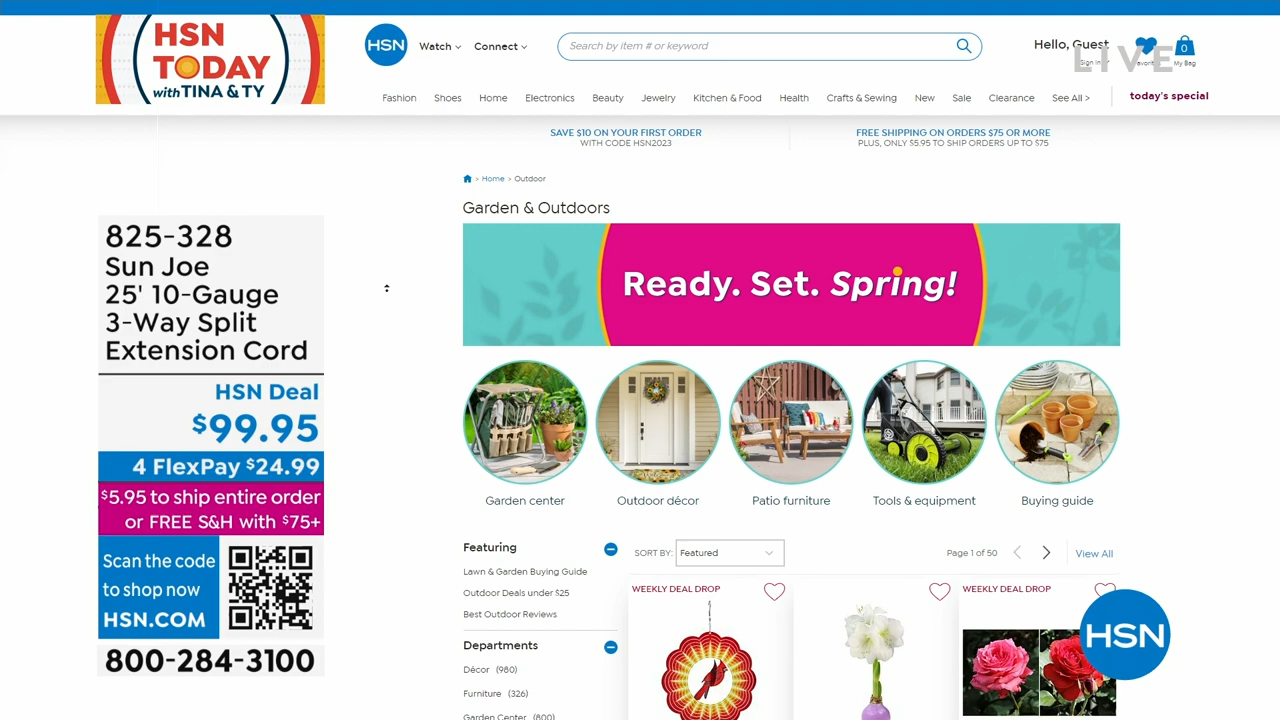 HSN
TODAY
with TINA & TY
825-328
Sun Joe
25' 10-Gauge
3-Way Split
Extension Cord
HSN Deal
$99.95
4 FlexPay $24.99
$5.95 to ship entire order
or FREE S&H with $75+
Scan the code
to shop now
HSN.COM
800-284-3100
HSN
Watch
Connect
Search by item # or keyword
Hello, Guest
Sign In
Favorites
0
My Bag
LIVE
Fashion Shoes Home Electronics Beauty Jewelry Kitchen & Food Health Crafts & Sewing New Sale Clearance See All > today's special
SAVE $10 ON YOUR FIRST ORDER
WITH CODE HSN2023
FREE SHIPPING ON ORDERS $75 OR MORE
PLUS, ONLY $5.95 TO SHIP ORDERS UP TO $75
> Home > Outdoor
Garden & Outdoors
Ready. Set. Spring!
Garden center Outdoor décor Patio furniture Tools & equipment Buying guide
Featuring
Lawn & Garden Buying Guide
Outdoor Deals under $25
Best Outdoor Reviews
Departments
Décor (980)
Furniture (326)
Garden Center (800)
SORT BY: Featured
Page 1 of 50
View All
WEEKLY DEAL DROP
WEEKLY DEAL DROP
HSN